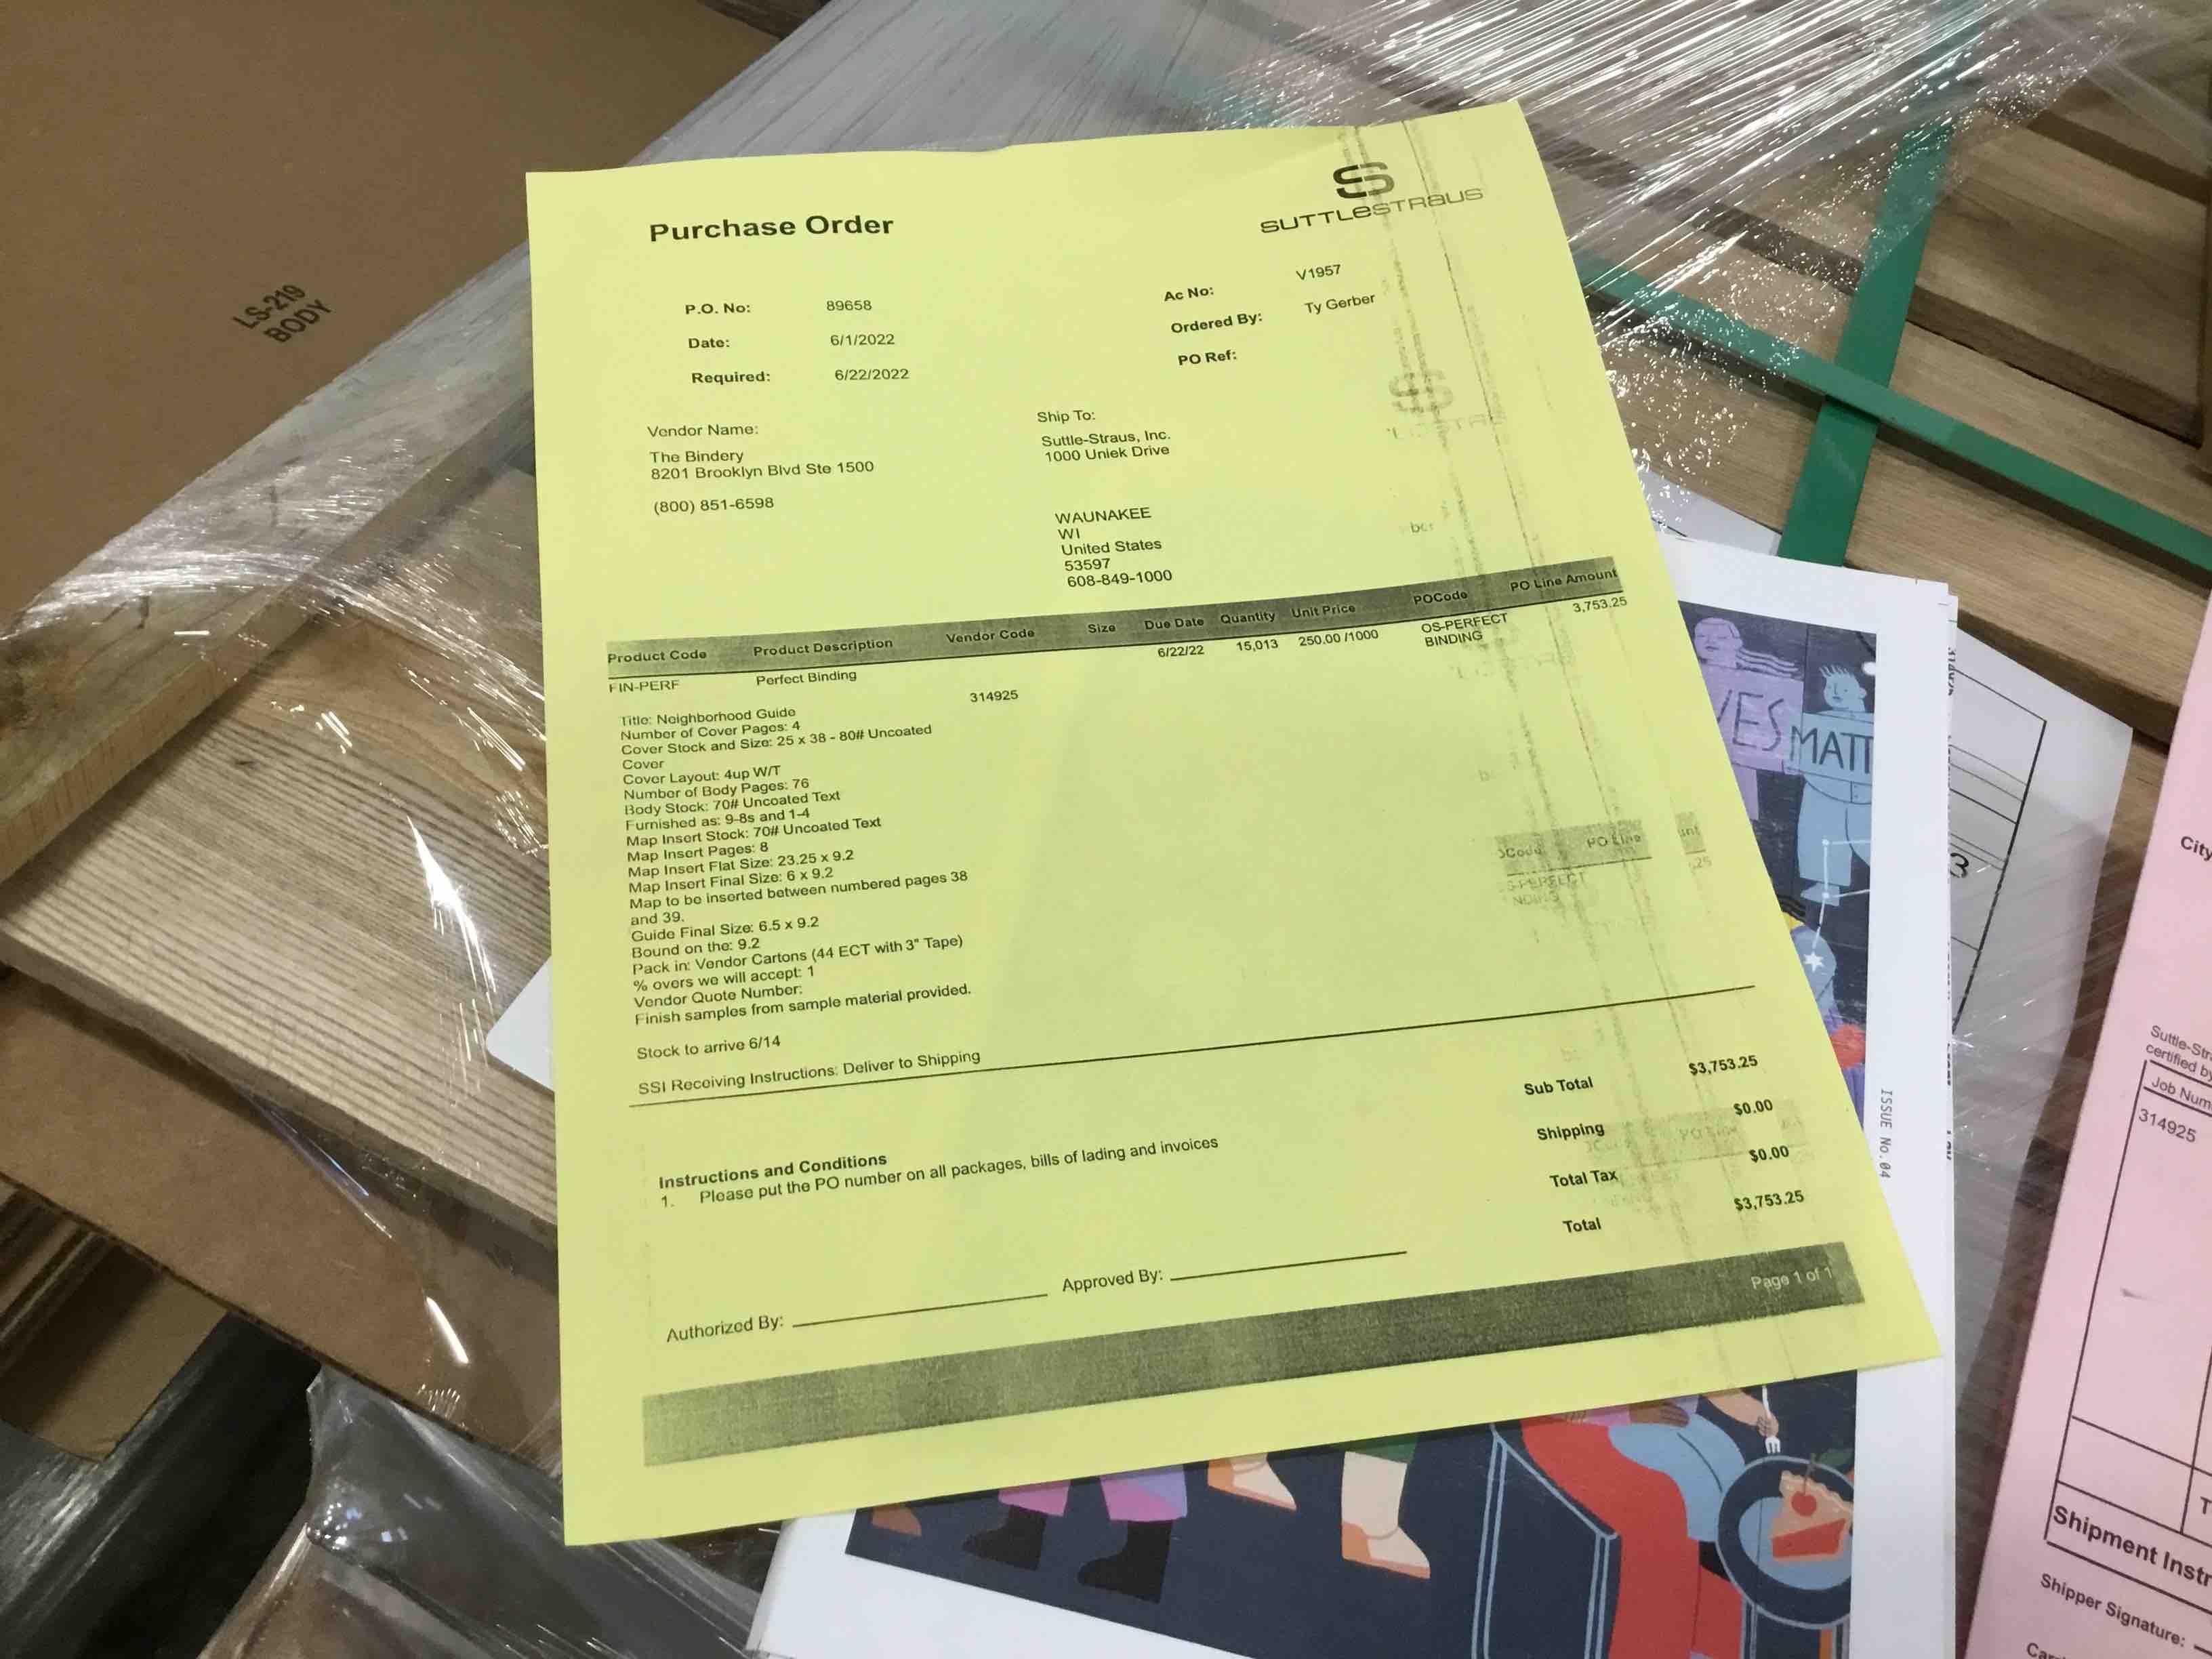 LS-219
BODY
Purchase Order
SUTTLESTRAUS
P.O. No: 89658
Date: 6/1/2022
Required: 6/22/2022
Ac No: V1957
Ordered By: Ty Gerber
PO Ref:
Vendor Name:
The Bindery
8201 Brooklyn Blvd Ste 1500
(800) 851-6598
Ship To:
Suttle-Straus, Inc.
1000 Uniek Drive
WAUNAKEE
WI
United States
53597
608-849-1000
Product Code Product Description Vendor Code Size Due Date Quantity Unit Price POCode PO Line Amount
FIN-PERF Perfect Binding 6/22/22 15,013 250.00 /1000 OS-PERFECT 3,753.25
BINDING
314925
Title: Neighborhood Guide
Number of Cover Pages: 4
Cover Stock and Size: 25 x 38 - 80# Uncoated
Cover
Cover Layout: 4up W/T
Number of Body Pages: 76
Body Stock: 70# Uncoated Text
Furnished as: 9-8s and 1-4
Map Insert Stock: 70# Uncoated Text
Map Insert Pages: 8
Map Insert Flat Size: 23.25 x 9.2
Map Insert Final Size: 6 x 9.2
Map to be inserted between numbered pages 38
and 39.
Guide Final Size: 6.5 x 9.2
Bound on the: 9.2
Pack in: Vendor Cartons (44 ECT with 3" Tape)
% overs we will accept: 1
Vendor Quote Number:
Finish samples from sample material provided.
Stock to arrive 6/14
SSI Receiving Instructions: Deliver to Shipping
Sub Total $3,753.25
Shipping $0.00
Total Tax $0.00
Total $3,753.25
Instructions and Conditions
1. Please put the PO number on all packages, bills of lading and invoices
Authorized By: Approved By:
Page 1 of 1
VES
MATT
ISSUE No.04
3
City
Suttle-Str
certified by
Job Num
314925
T
Shipment Instr
Shipper Signature:
Carr